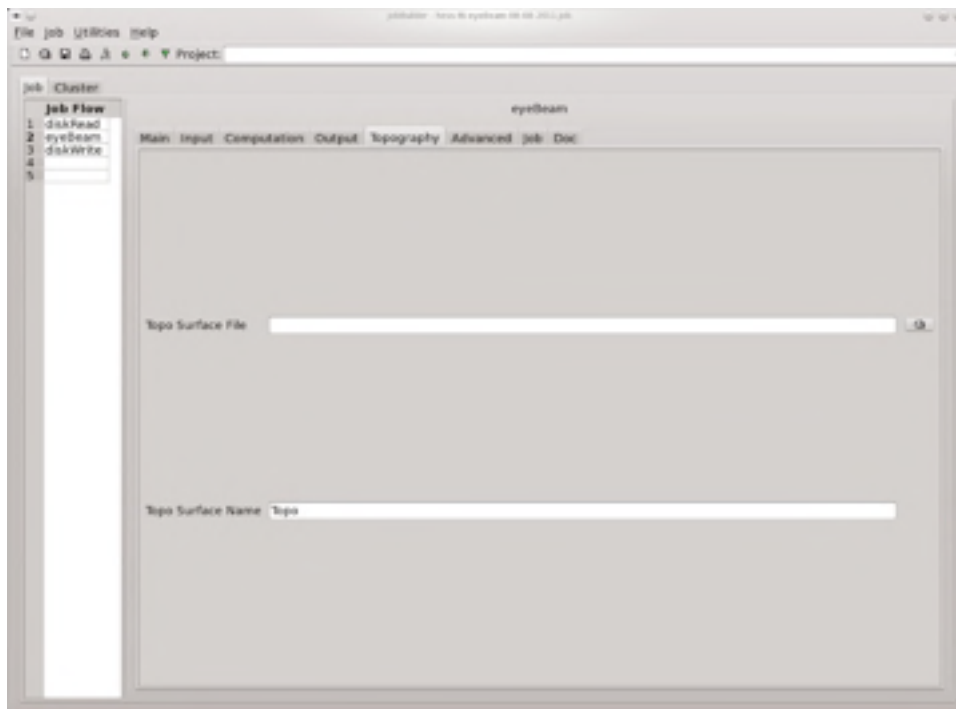 File Job Utilities Help
Project:
Job Cluster
Job Flow
1 diskRead
2 eyeBeam
3 diskWrite
4
5
eyeBeam
Main Input Computation Output Topography Advanced Job Doc
Topo Surface File
Topo Surface Name Topo